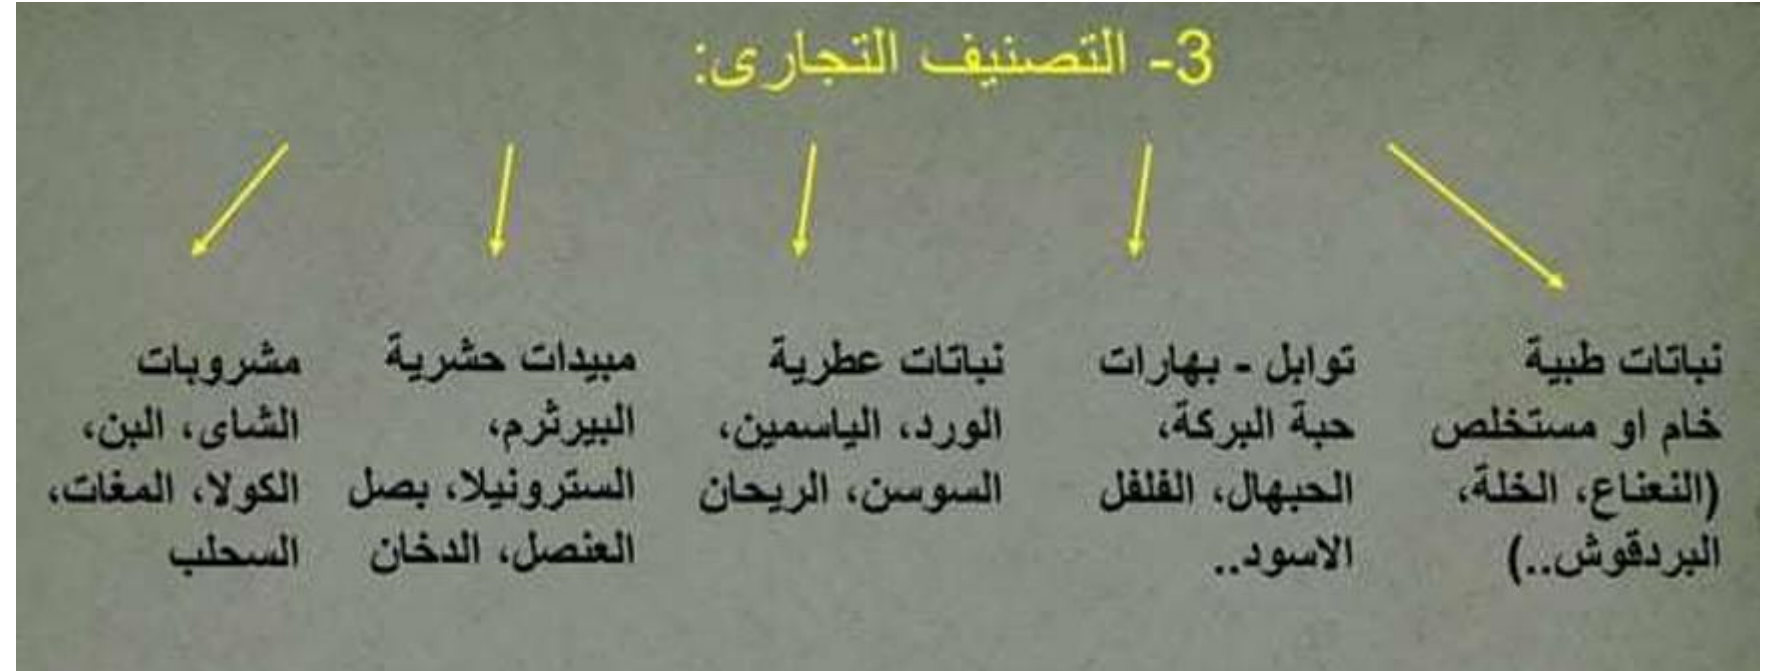 3- التصنيف التجارى:
نباتات طبية
خام او مستخلص
(النعناع، الخلة،
البردقوش..)
توابل - بهارات
حبة البركة،
الحبهال، الفلفل
الاسود..
نباتات عطرية
الورد، الياسمين،
السوسن، الريحان
مبيدات حشرية
البيرثرم،
السترونيلا، بصل
العنصل، الدخان
مشروبات
الشاى، البن،
الكولا، المغات،
السحلب